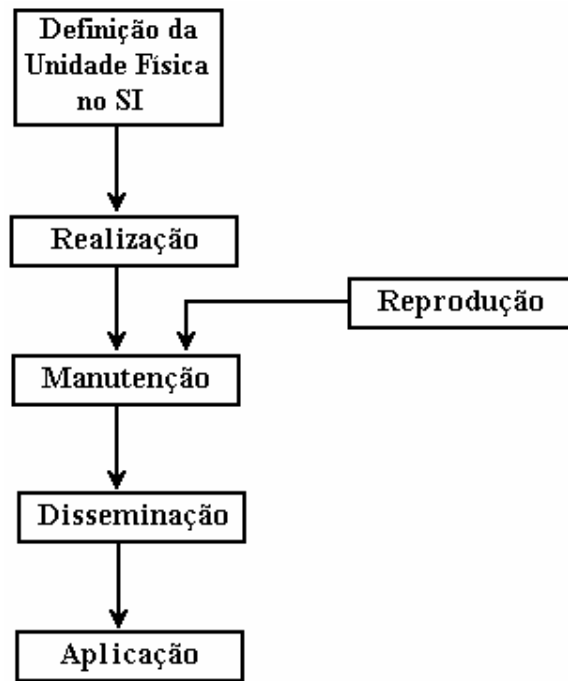 Definição da
Unidade Física
no SI
Realização
Reprodução
Manutenção
Disseminação
Aplicação